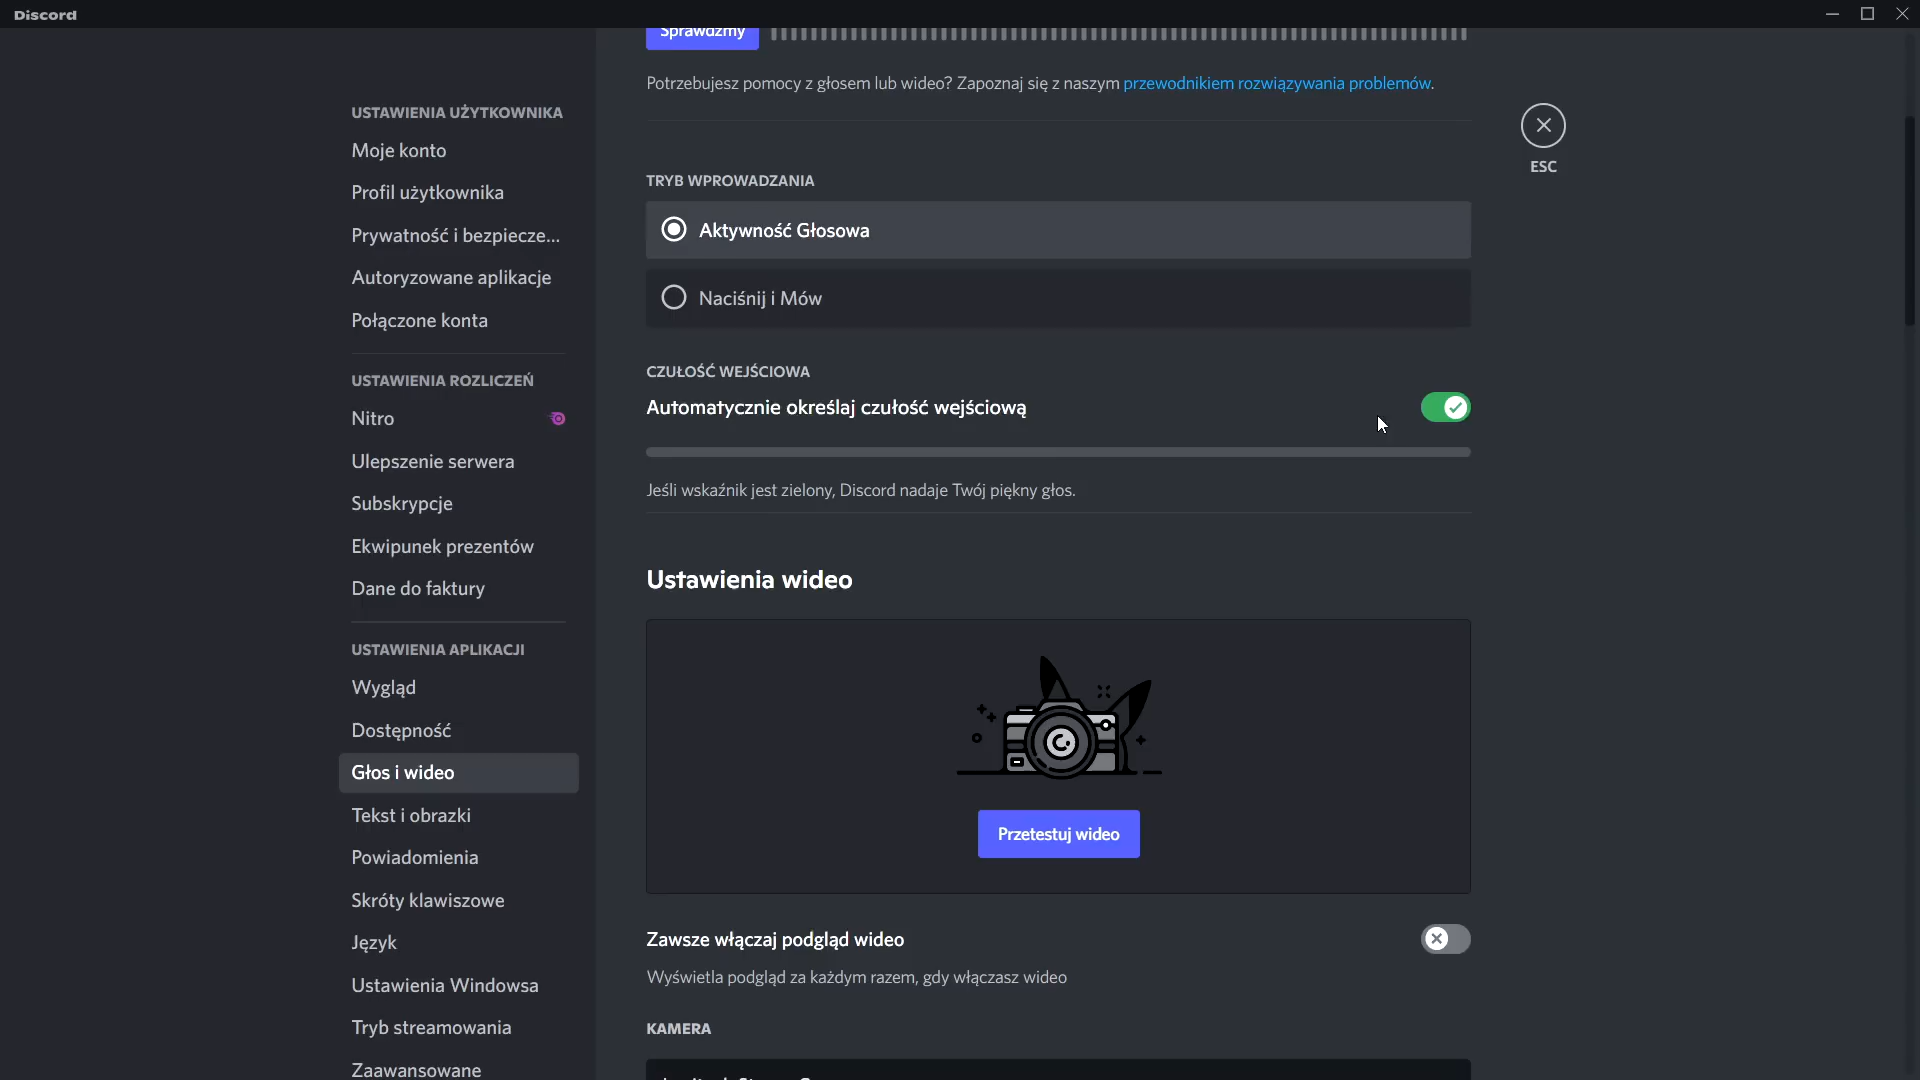 Discord
USTAWIENIA UŻYTKOWNIKA
Moje konto
Profil użytkownika
Prywatność i bezpiecze...
Autoryzowane aplikacje
Połączone konta
USTAWIENIA ROZLICZEŃ
Nitro
Ulepszenie serwera
Subskrypcje
Ekwipunek prezentów
Dane do faktury
USTAWIENIA APLIKACJI
Wygląd
Dostępność
Głos i wideo
Tekst i obrazki
Powiadomienia
Skróty klawiszowe
Język
Ustawienia Windowsa
Tryb streamowania
Zaawansowane
Sprawdźmy
Potrzebujesz pomocy z głosem lub wideo? Zapoznaj się z naszym przewodnikiem rozwiązywania problemów.
TRYB WPROWADZANIA
Aktywność Głosowa
Naciśnij i Mów
CZUŁOŚĆ WEJŚCIOWA
Automatycznie określaj czułość wejściową
Jeśli wskaźnik jest zielony, Discord nadaje Twój piękny głos.
Ustawienia wideo
Przetestuj wideo
Zawsze włączaj podgląd wideo
Wyświetla podgląd za każdym razem, gdy włączasz wideo
KAMERA
ESC